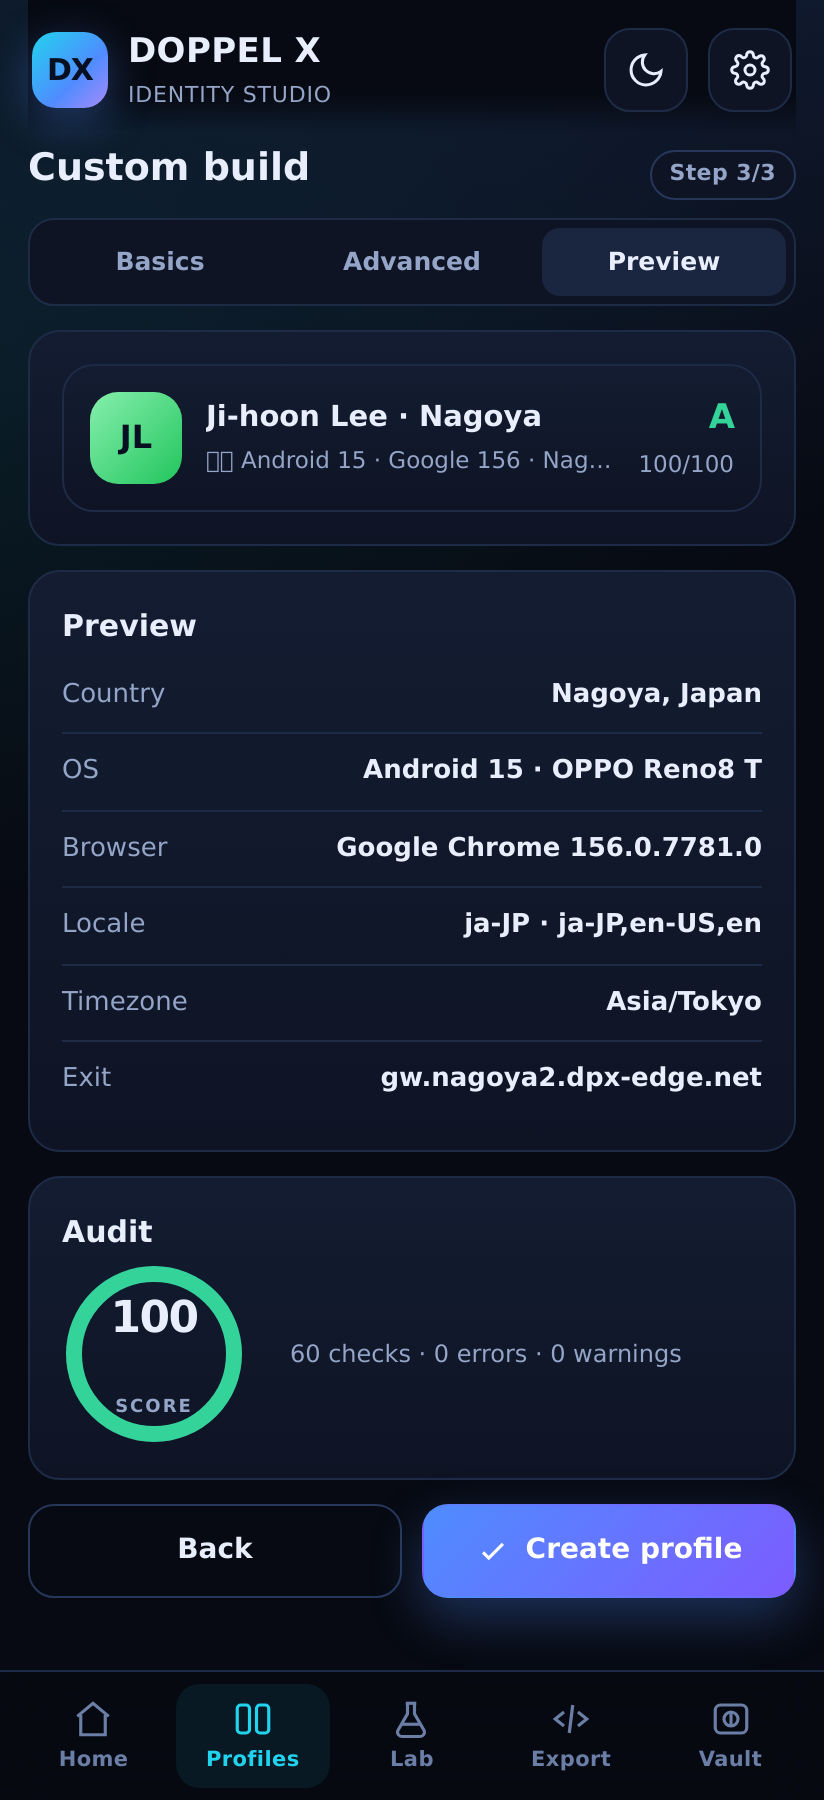 DX
DOPPEL X
IDENTITY STUDIO
Custom build
Step 3/3
Basics
Advanced
Preview
JL
Ji-hoon Lee · Nagoya
A
Android 15 · Google 156 · Nag…
100/100
Preview
Country
Nagoya, Japan
OS
Android 15 · OPPO Reno8 T
Browser
Google Chrome 156.0.7781.0
Locale
ja-JP · ja-JP,en-US,en
Timezone
Asia/Tokyo
Exit
gw.nagoya2.dpx-edge.net
Audit
100
SCORE
60 checks · 0 errors · 0 warnings
Back
Create profile
Home
Profiles
Lab
Export
Vault